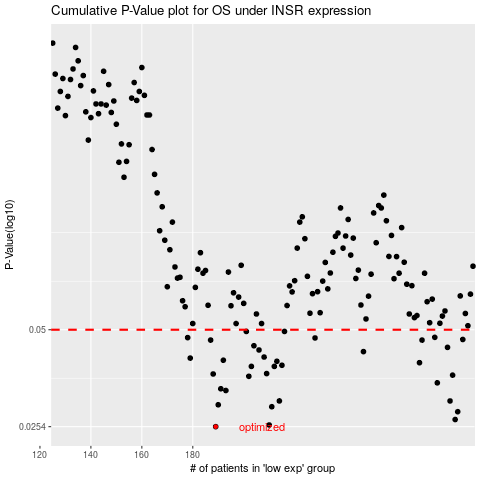 Cumulative P-Value plot for OS under INSR expression
P-Value(log10)
0.05
0.0254
optimized
120 140 160 180
# of patients in 'low exp' group